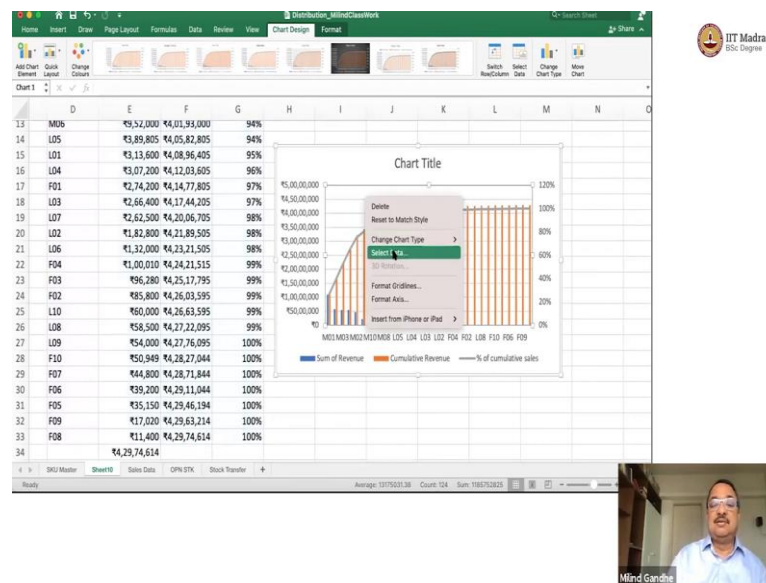 Distribution_MilindClassWork
Search Sheet
Home Insert Draw Page Layout Formulas Data Review View Chart Design Format
Share
Add Chart Element
Quick Layout
Change Colours
Switch Row/Column
Select Data
Change Chart Type
Move Chart
Chart 1
fx
D E F G H I J K L M N O
13 M06 ₹9,52,000 ₹4,01,93,000 94%
14 L05 ₹3,89,805 ₹4,05,82,805 94%
15 L01 ₹3,13,600 ₹4,08,96,405 95%
16 L04 ₹3,07,200 ₹4,12,03,605 96%
17 F01 ₹2,74,200 ₹4,14,77,805 97%
18 L03 ₹2,66,400 ₹4,17,44,205 97%
19 L07 ₹2,62,500 ₹4,20,06,705 98%
20 L02 ₹1,82,800 ₹4,21,89,505 98%
21 L06 ₹1,32,000 ₹4,23,21,505 98%
22 F04 ₹1,00,010 ₹4,24,21,515 99%
23 F03 ₹96,280 ₹4,25,17,795 99%
24 F02 ₹85,800 ₹4,26,03,595 99%
25 L10 ₹60,000 ₹4,26,63,595 99%
26 L08 ₹58,500 ₹4,27,22,095 99%
27 L09 ₹54,000 ₹4,27,76,095 100%
28 F10 ₹50,949 ₹4,28,27,044 100%
29 F07 ₹44,800 ₹4,28,71,844 100%
30 F06 ₹39,200 ₹4,29,11,044 100%
31 F05 ₹35,150 ₹4,29,46,194 100%
32 F09 ₹17,020 ₹4,29,63,214 100%
33 F08 ₹11,400 ₹4,29,74,614 100%
34 ₹4,29,74,614
Chart Title
₹5,00,00,000 120%
₹4,50,00,000
₹4,00,00,000 100%
₹3,50,00,000 80%
₹3,00,00,000
₹2,50,00,000 60%
₹2,00,00,000
₹1,50,00,000 40%
₹1,00,00,000 20%
₹50,00,000
₹0 0%
M01 M03 M02 M10 M08 L05 L04 L03 L02 F04 F02 L08 F10 F06 F09
Sum of Revenue Cumulative Revenue % of cumulative sales
Delete
Reset to Match Style
Change Chart Type
Select Data...
3D Rotation...
Format Gridlines...
Format Axis...
Insert from iPhone or iPad
SKU Master Sheet10 Sales Data OPN STK Stock Transfer +
Ready
Average: 13175031.38 Count: 124 Sum: 1185752825
IIT Madra
BSc Degree
Milind Gandhe